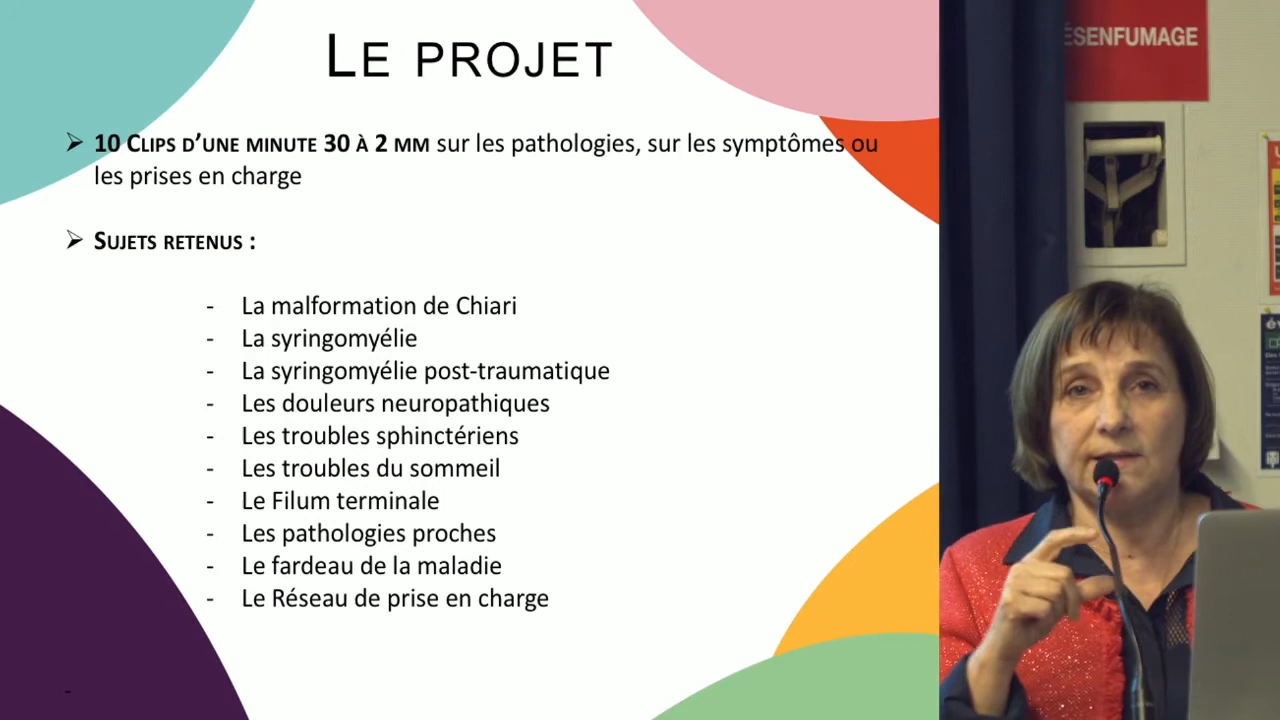 LE PROJET
➢ 10 CLIPS D'UNE MINUTE 30 À 2 MM sur les pathologies, sur les symptômes ou
les prises en charge
➢ SUJETS RETENUS :
- La malformation de Chiari
- La syringomyélie
- La syringomyélie post-traumatique
- Les douleurs neuropathiques
- Les troubles sphinctériens
- Les troubles du sommeil
- Le Filum terminale
- Les pathologies proches
- Le fardeau de la maladie
- Le Réseau de prise en charge
-
ÉSENFUMAGE